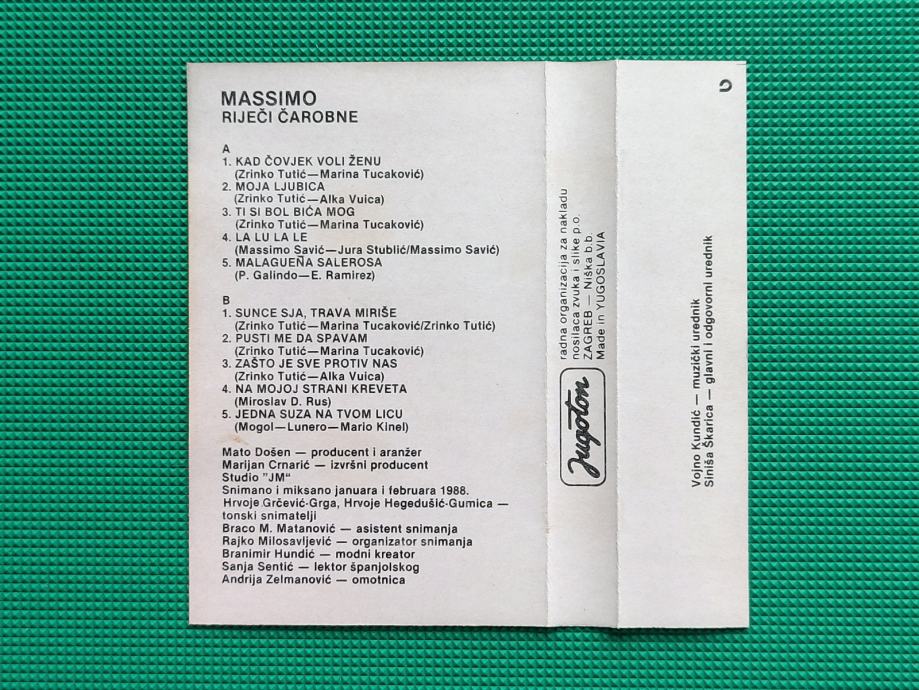 MASSIMO
RIJEČI ČAROBNE
A
1. KAD ČOVJEK VOLI ŽENU
(Zrinko Tutić—Marina Tucaković)
2. MOJA LJUBICA
(Zrinko Tutić—Alka Vuica)
3. TI SI BOL BIĆA MOG
(Zrinko Tutić—Marina Tucaković)
4. LA LU LA LE
(Massimo Savić—Jura Stublić/Massimo Savić)
5. MALAGUEÑA SALEROSA
(P. Galindo—E. Ramirez)
B
1. SUNCE SJA, TRAVA MIRIŠE
(Zrinko Tutić—Marina Tucaković/Zrinko Tutić)
2. PUSTI ME DA SPAVAM
(Zrinko Tutić—Marina Tucaković)
3. ZAŠTO JE SVE PROTIV NAS
(Zrinko Tutić—Alka Vuica)
4. NA MOJOJ STRANI KREVETA
(Miroslav D. Rus)
5. JEDNA SUZA NA TVOM LICU
(Mogol—Lunero—Mario Kinel)
Mato Došen — producent i aranžer
Marijan Crnarić — izvršni producent
Studio "JM"
Snimano i miksano januara i februara 1988.
Hrvoje Grčević-Grga, Hrvoje Hegedušić-Gumica —
tonski snimatelji
Braco M. Matanović — asistent snimanja
Rajko Milosavljević — organizator snimanja
Branimir Hundić — modni kreator
Sanja Sentić — lektor španjolskog
Andrija Zelmanović — omotnica
Jugoton
radna organizacija za nakladu
nosilaca zvuka i slike p.o.
ZAGREB — Niška b.b.
Made in YUGOSLAVIA
Vojno Kundić — muzički urednik
Siniša Škarica — glavni i odgovorni urednik